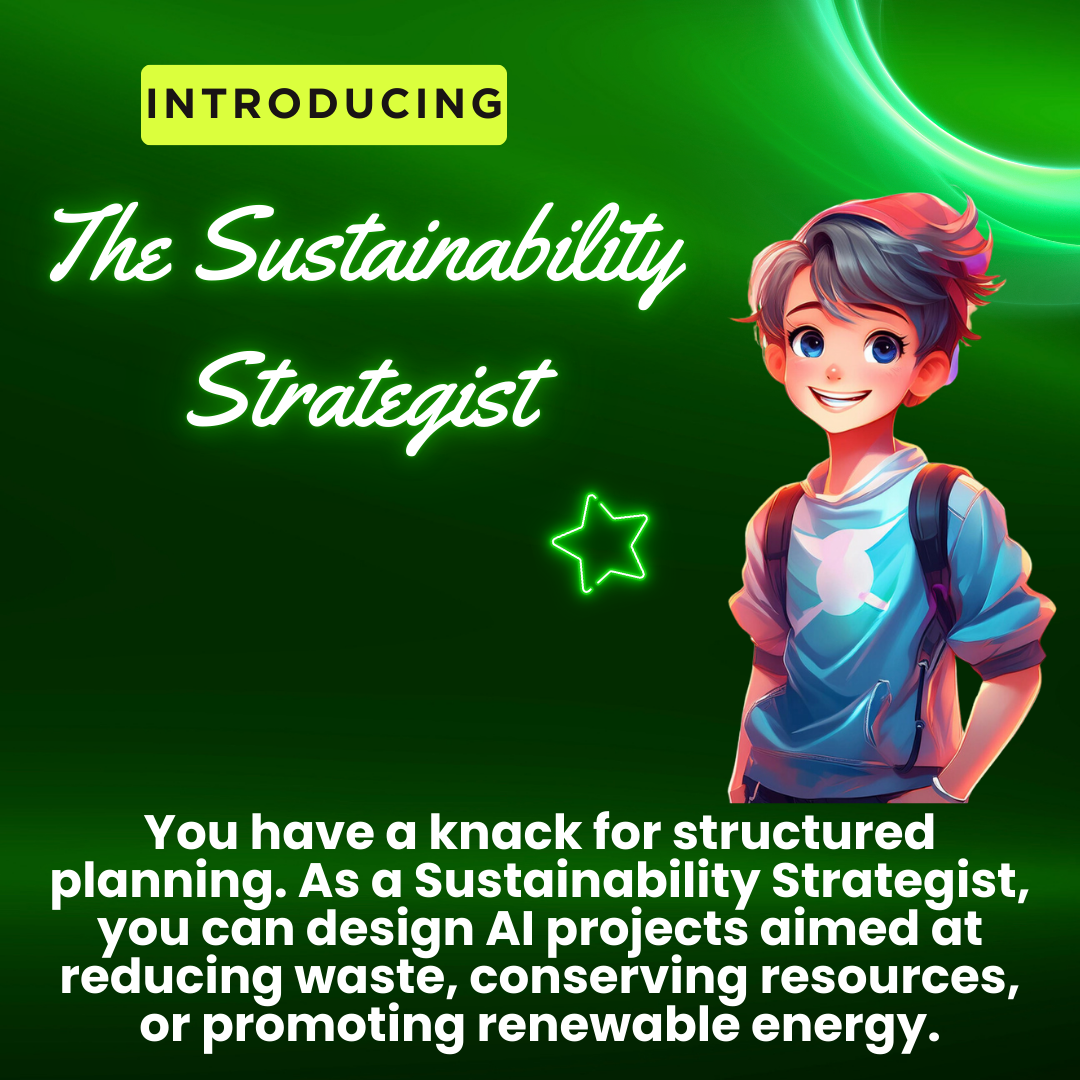 INTRODUCING
The Sustainability
Strategist
You have a knack for structured
planning. As a Sustainability Strategist,
you can design AI projects aimed at
reducing waste, conserving resources,
or promoting renewable energy.